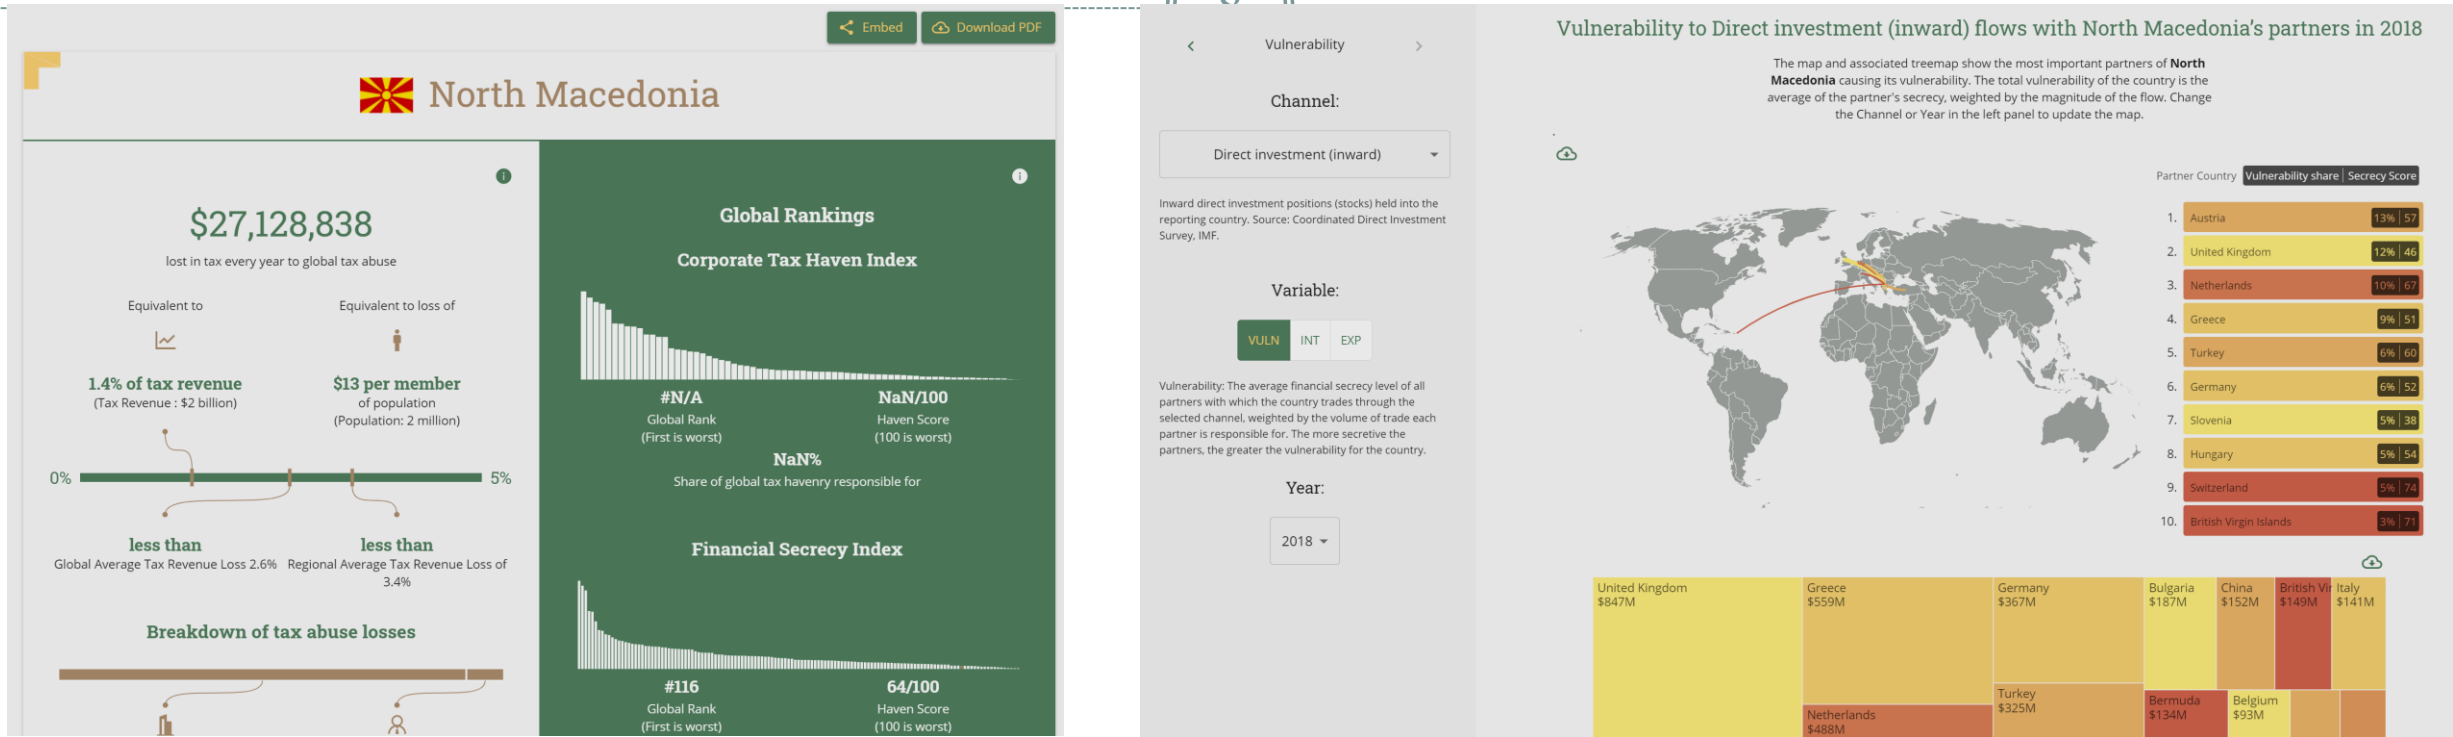 Embed
Download PDF
North Macedonia
$27,128,838
lost in tax every year to global tax abuse
Equivalent to
Equivalent to loss of
1.4% of tax revenue
(Tax Revenue : $2 billion)
$13 per member
of population
(Population: 2 million)
0%
5%
less than
Global Average Tax Revenue Loss 2.6%
less than
Regional Average Tax Revenue Loss of
3.4%
Breakdown of tax abuse losses
Global Rankings
Corporate Tax Haven Index
#N/A
Global Rank
(First is worst)
NaN/100
Haven Score
(100 is worst)
NaN%
Share of global tax havenry responsible for
Financial Secrecy Index
#116
Global Rank
(First is worst)
64/100
Haven Score
(100 is worst)
Vulnerability
Channel:
Direct investment (inward)
Inward direct investment positions (stocks) held into the
reporting country. Source: Coordinated Direct Investment
Survey, IMF.
Variable:
VULN INT EXP
Vulnerability: The average financial secrecy level of all
partners with which the country trades through the
selected channel, weighted by the volume of trade each
partner is responsible for. The more secretive the
partners, the greater the vulnerability for the country.
Year:
2018
Vulnerability to Direct investment (inward) flows with North Macedonia's partners in 2018
The map and associated treemap show the most important partners of North
Macedonia causing its vulnerability. The total vulnerability of the country is the
average of the partner's secrecy, weighted by the magnitude of the flow. Change
the Channel or Year in the left panel to update the map.
Partner Country Vulnerability share | Secrecy Score
1. Austria 13% | 57
2. United Kingdom 12% | 46
3. Netherlands 10% | 67
4. Greece 9% | 51
5. Turkey 6% | 60
6. Germany 6% | 52
7. Slovenia 5% | 38
8. Hungary 5% | 54
9. Switzerland 5% | 74
10. British Virgin Islands 3% | 71
United Kingdom
$847M
Greece
$559M
Germany
$367M
Bulgaria
$187M
China
$152M
British Vir
$149M
Italy
$141M
Netherlands
$488M
Turkey
$325M
Bermuda
$134M
Belgium
$93M